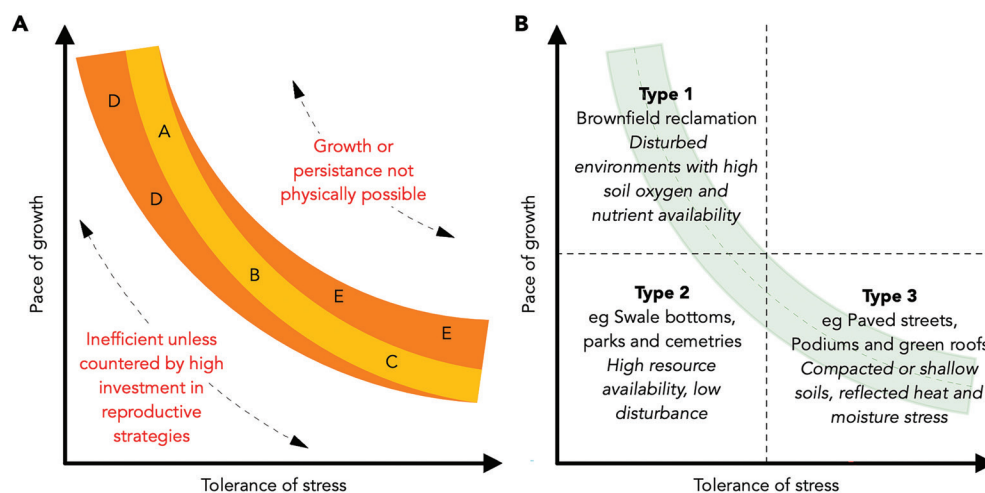 A
Pace of growth
D
A
D
B
E
E
C
Growth or
persistance not
physically possible
Inefficient unless
countered by high
investment in
reproductive
strategies
Tolerance of stress
B
Pace of growth
Type 1
Brownfield reclamation
Disturbed
environments with high
soil oxygen and
nutrient availability
Type 2
eg Swale bottoms,
parks and cemetries
High resource
availability, low
disturbance
Type 3
eg Paved streets,
Podiums and green roofs
Compacted or shallow
soils, reflected heat and
moisture stress
Tolerance of stress